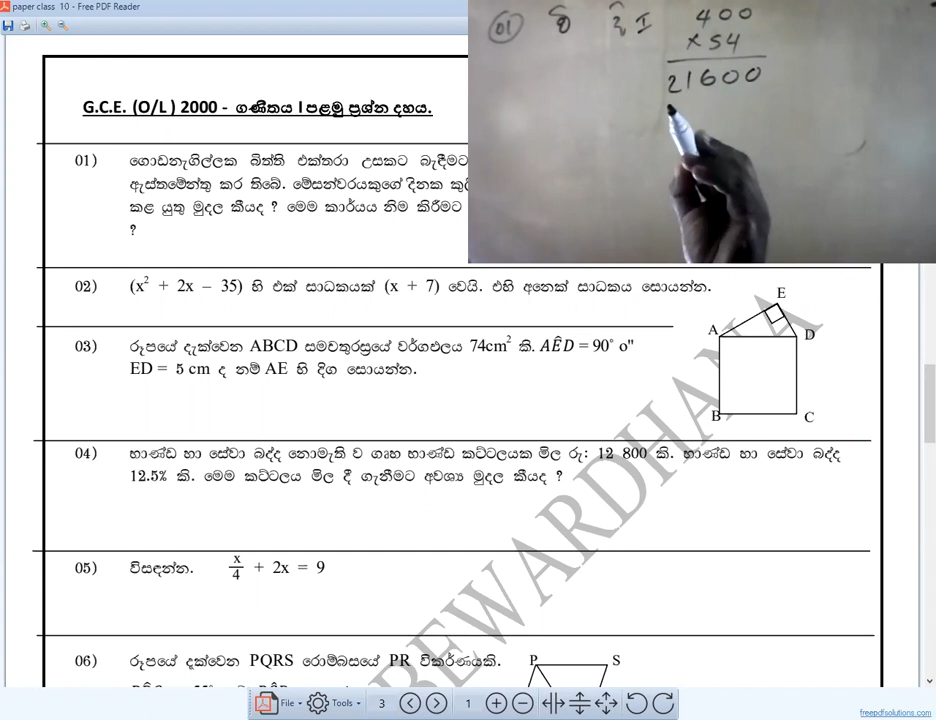 paper class 10 - Free PDF Reader
01 400
× 54
21600
G.C.E. (O/L ) 2000 - ගණිතය I පළමු ප්‍රශ්න දහය.
01) ගොඩනැගිල්ලක බිත්ති එක්තරා උසකට බැඳීමට
ඇස්තමේන්තු කර තිබේ. මේසන්වරයකුගේ දිනක
කළ යුතු මුදල කීයද ? මෙම කාර්යය නිම කිරීමට
?
02) (x² + 2x – 35) හි එක් සාධකයක් (x + 7) වෙයි. එහි අනෙක් සාධකය සොයන්න.
03) රූපයේ දැක්වෙන ABCD සමචතුරස්‍රයේ වර්ගඵලය 74cm² කි. AÊD = 90° o"
ED = 5 cm ද නම් AE හි දිග සොයන්න.
E
A D
B C
04) භාණ්ඩ හා සේවා බද්ද නොමැති ව ගෘහ භාණ්ඩ කට්ටලයක මිල රු: 12 800 කි. භාණ්ඩ හා සේවා බද්ද
12.5% කි. මෙම කට්ටලය මිල දී ගැනීමට අවශ්‍ය මුදල කීයද ?
05) විසඳන්න. x/4 + 2x = 9
06) රූපයේ දැක්වෙන PQRS රොම්බසයේ PR විකර්ණයකි.
P S
BEWARDHANA
File Tools 3 1
freepdfsolutions.com